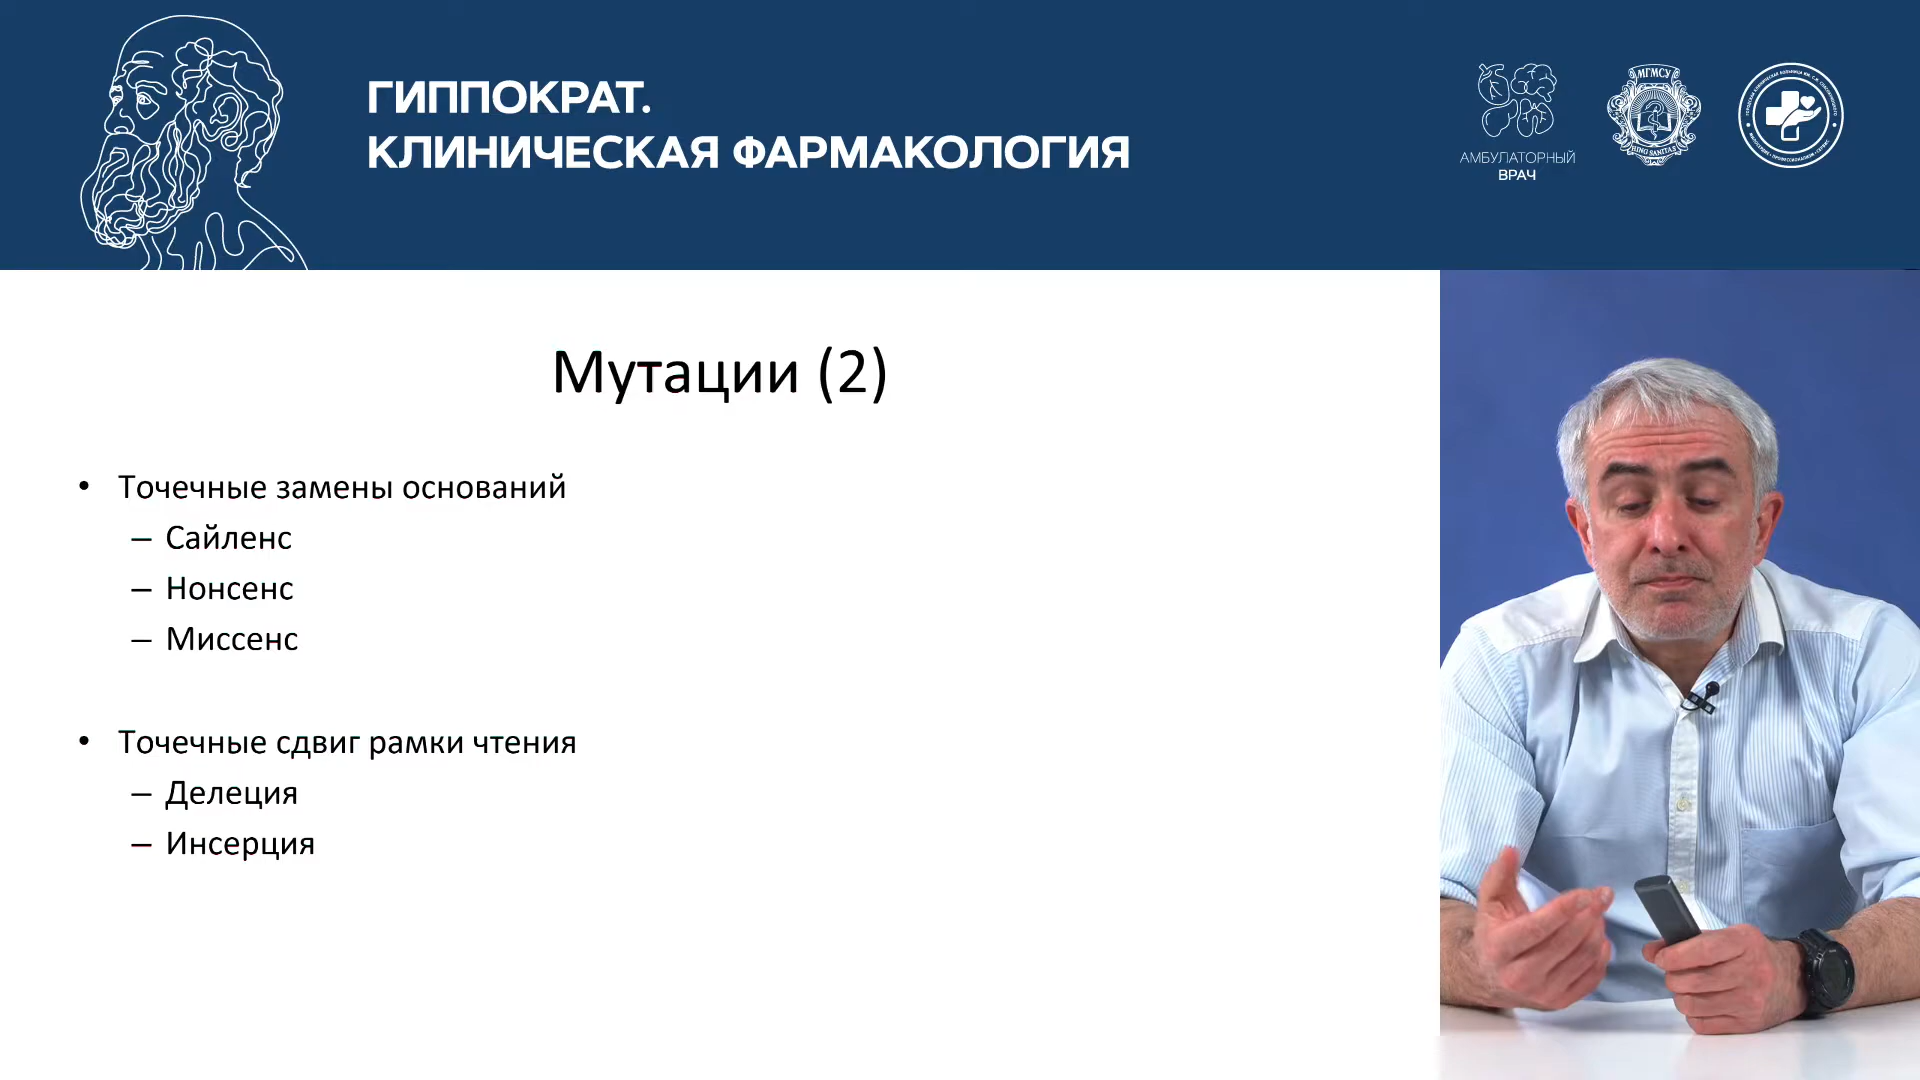 ГИППОКРАТ.
КЛИНИЧЕСКАЯ ФАРМАКОЛОГИЯ
АМБУЛАТОРНЫЙ
ВРАЧ
МГМСУ
Мутации (2)
• Точечные замены оснований
– Сайленс
– Нонсенс
– Миссенс
• Точечные сдвиг рамки чтения
– Делеция
– Инсерция